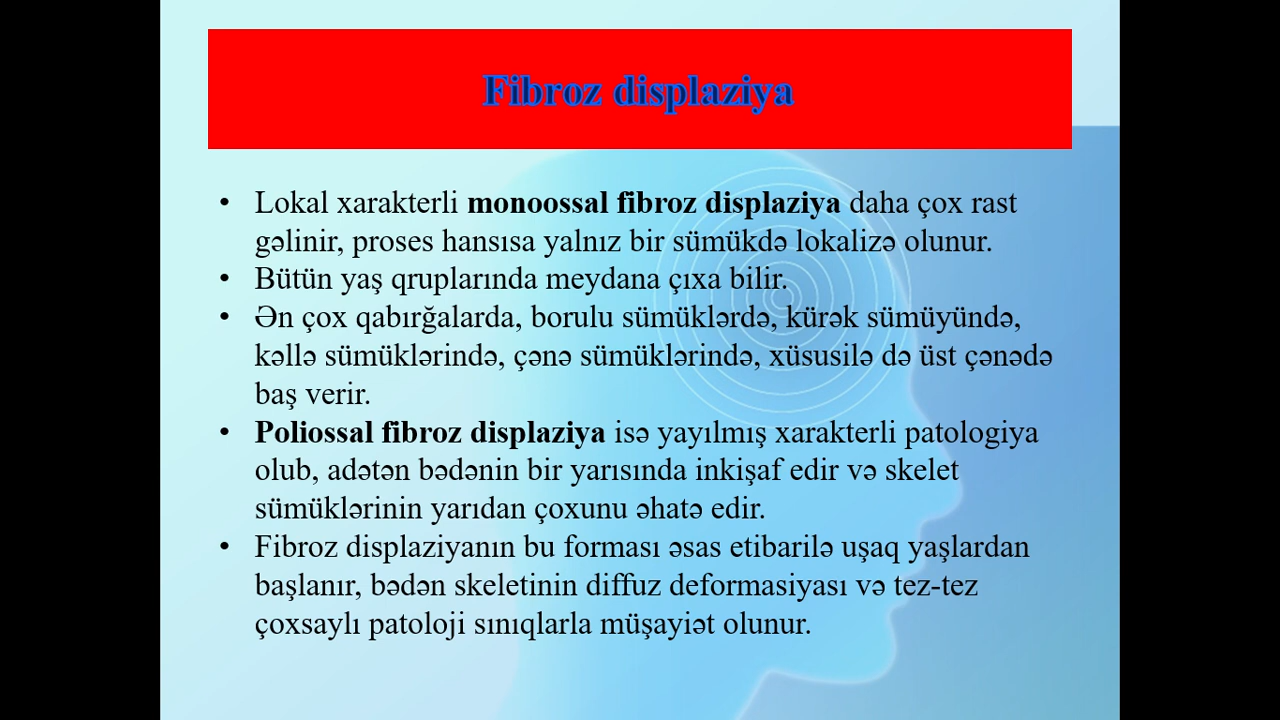 Fibroz displaziya
• Lokal xarakterli monoossal fibroz displaziya daha çox rast
gəlinir, proses hansısa yalnız bir sümükdə lokalizə olunur.
• Bütün yaş qruplarında meydana çıxa bilir.
• Ən çox qabırğalarda, borulu sümüklərdə, kürək sümüyündə,
kəllə sümüklərində, çənə sümüklərində, xüsusilə də üst çənədə
baş verir.
• Poliossal fibroz displaziya isə yayılmış xarakterli patologiya
olub, adətən bədənin bir yarısında inkişaf edir və skelet
sümüklərinin yarıdan çoxunu əhatə edir.
• Fibroz displaziyanın bu forması əsas etibarilə uşaq yaşlardan
başlanır, bədən skeletinin diffuz deformasiyası və tez-tez
çoxsaylı patoloji sınıqlarla müşayiət olunur.